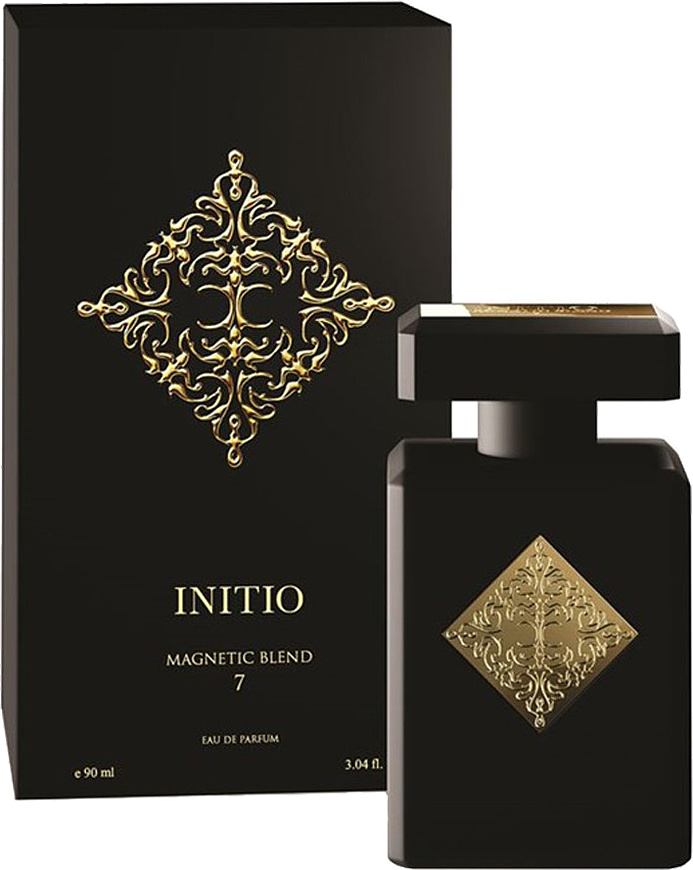 INITIO
MAGNETIC BLEND
7
EAU DE PARFUM
e 90 ml
3.04 fl.